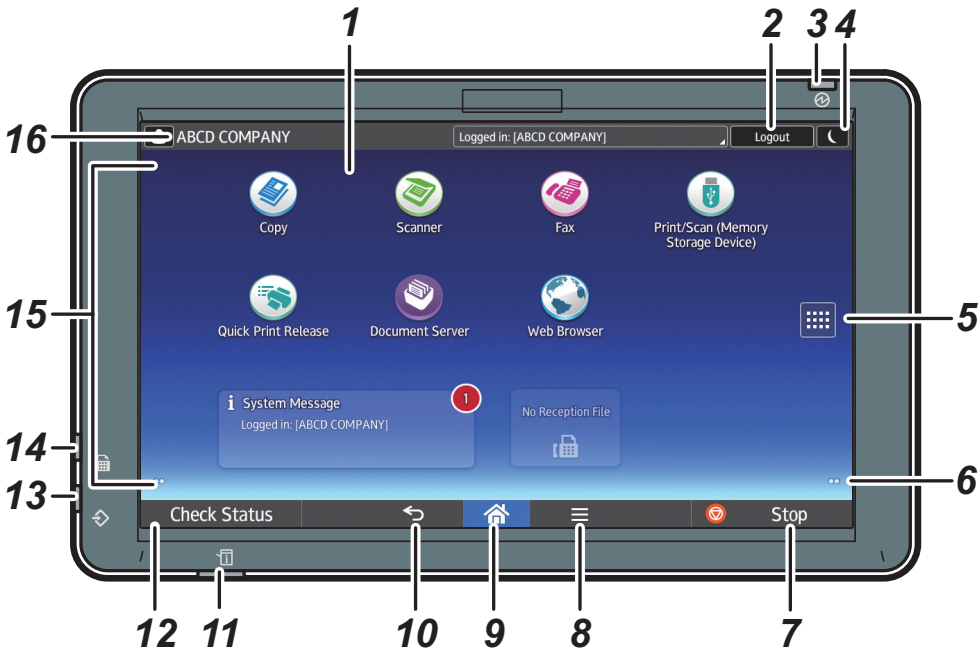 1
2
3
4
16
ABCD COMPANY
Logged in: [ABCD COMPANY]
Logout
Copy
Scanner
Fax
Print/Scan (Memory
Storage Device)
15
5
Quick Print Release
Document Server
Web Browser
i System Message
1
Logged in: [ABCD COMPANY]
No Reception File
14
13
6
Check Status
Stop
12
11
10
9
8
7